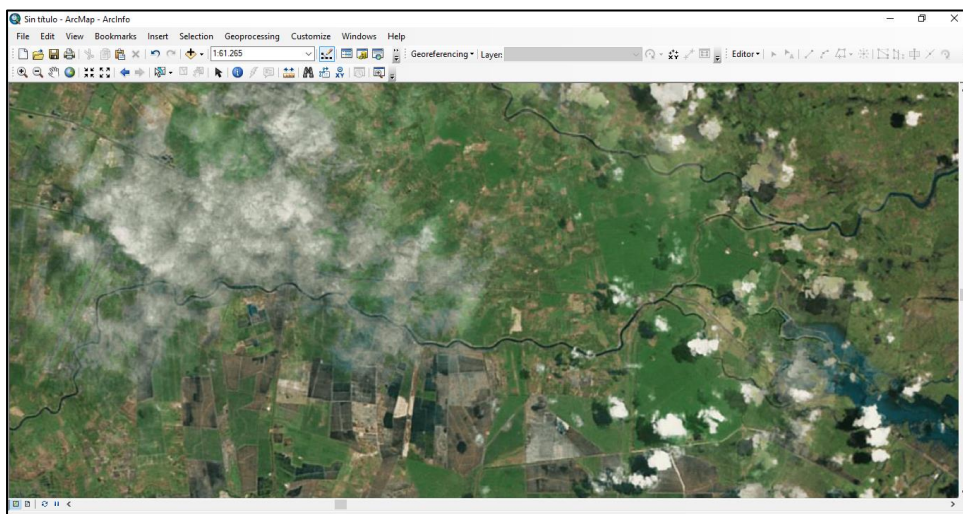 Sin título - ArcMap - ArcInfo
File Edit View Bookmarks Insert Selection Geoprocessing Customize Windows Help
1:61.265 Georeferencing Layer: Editor